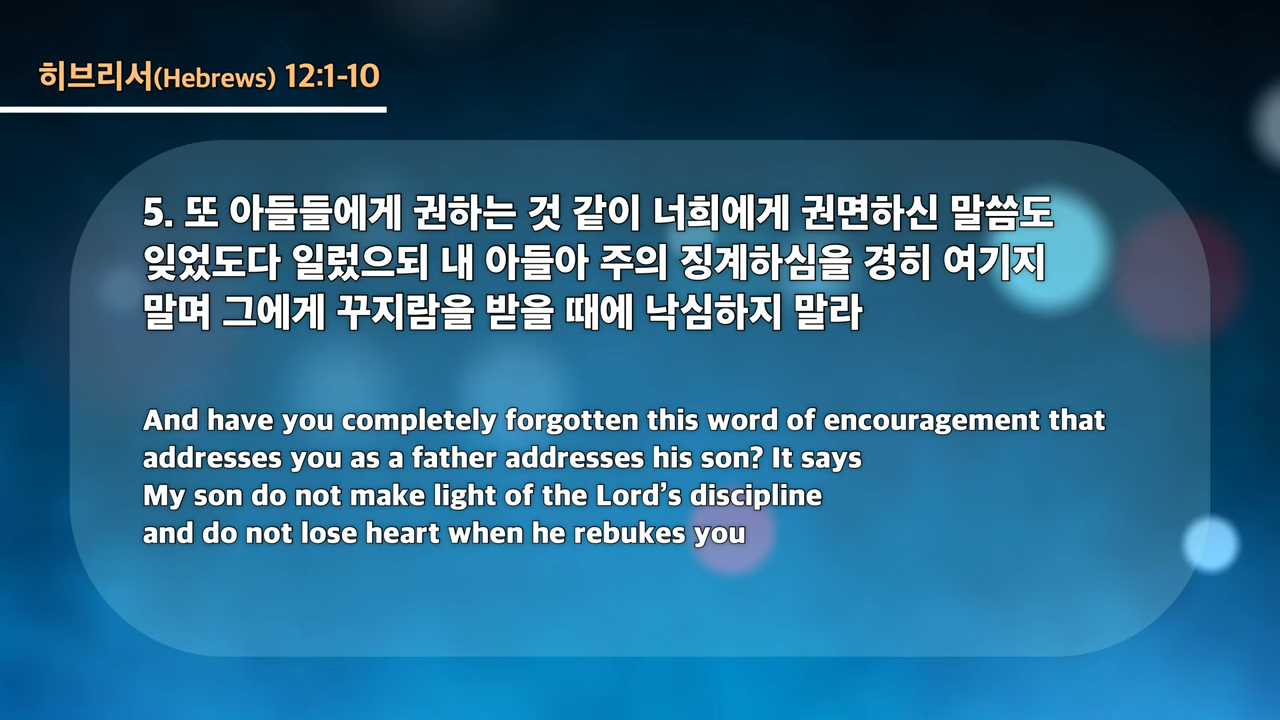 히브리서(Hebrews) 12:1-10
5. 또 아들들에게 권하는 것 같이 너희에게 권면하신 말씀도
잊었도다 일렀으되 내 아들아 주의 징계하심을 경히 여기지
말며 그에게 꾸지람을 받을 때에 낙심하지 말라
And have you completely forgotten this word of encouragement that
addresses you as a father addresses his son? It says
My son do not make light of the Lord’s discipline
and do not lose heart when he rebukes you